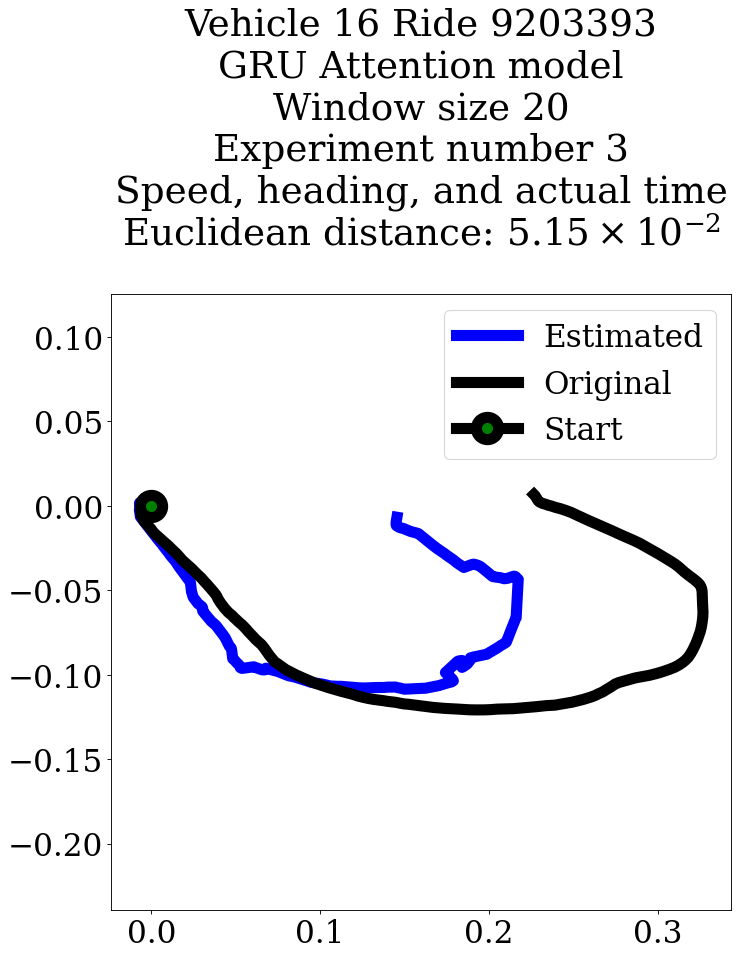 Vehicle 16 Ride 9203393
GRU Attention model
Window size 20
Experiment number 3
Speed, heading, and actual time
Euclidean distance: 5.15 × 10⁻²
Estimated
Original
Start
0.10
0.05
0.00
−0.05
−0.10
−0.15
−0.20
0.0
0.1
0.2
0.3